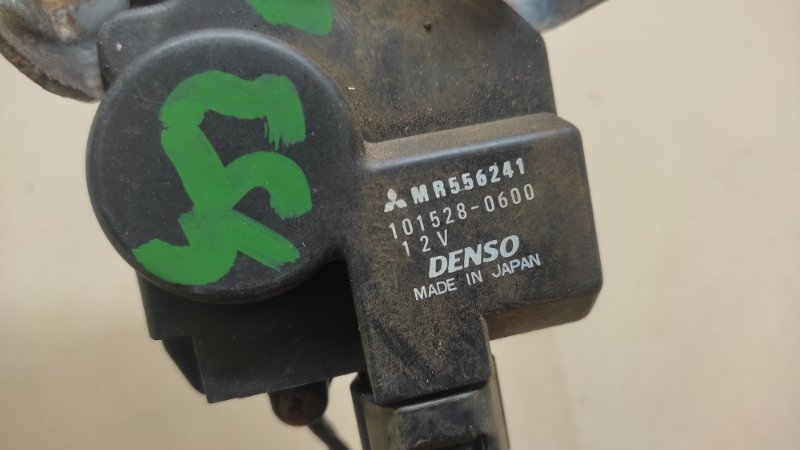 MR556241
101528-0600
12V
DENSO
MADE IN JAPAN